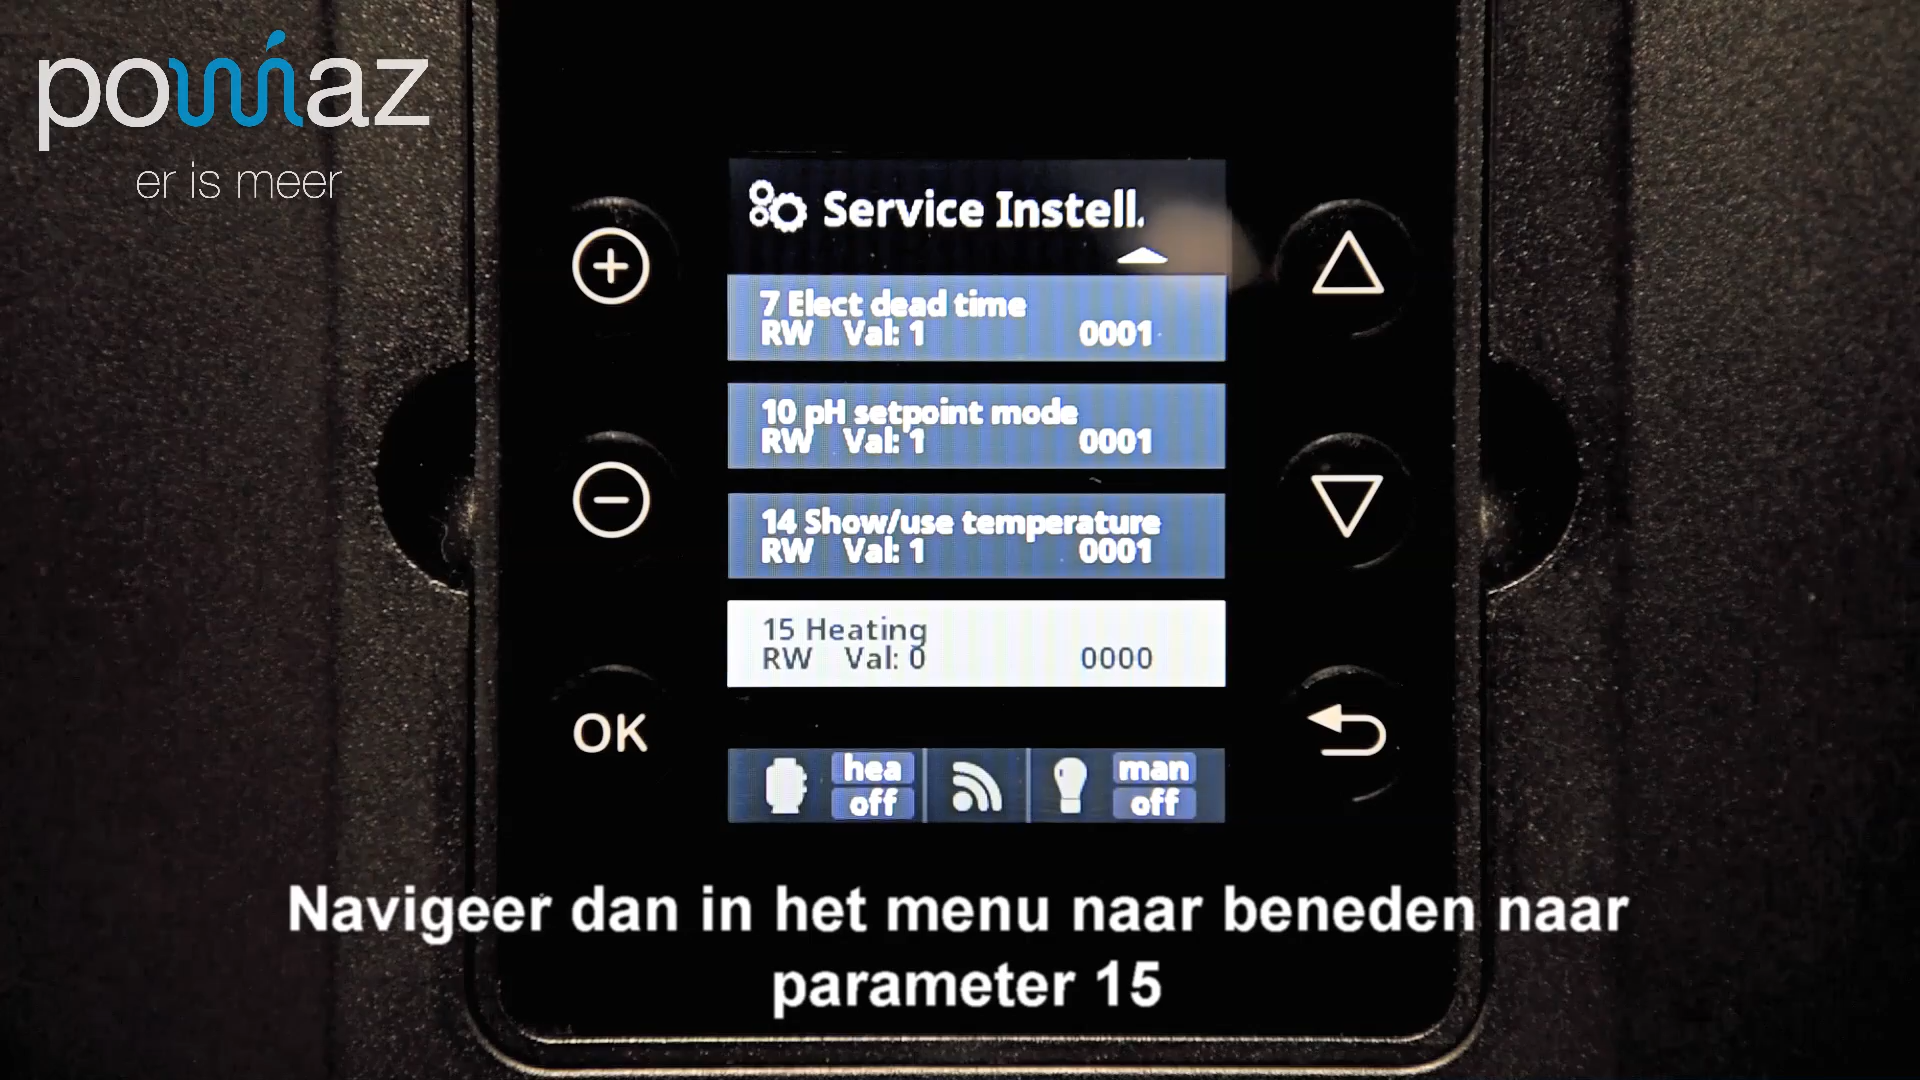 pomaz
er is meer
Service Instell.
7 Elect dead time
RW Val: 1 0001
10 pH setpoint mode
RW Val: 1 0001
14 Show/use temperature
RW Val: 1 0001
15 Heating
RW Val: 0 0000
OK
hea
off
man
off
Navigeer dan in het menu naar beneden naar
parameter 15